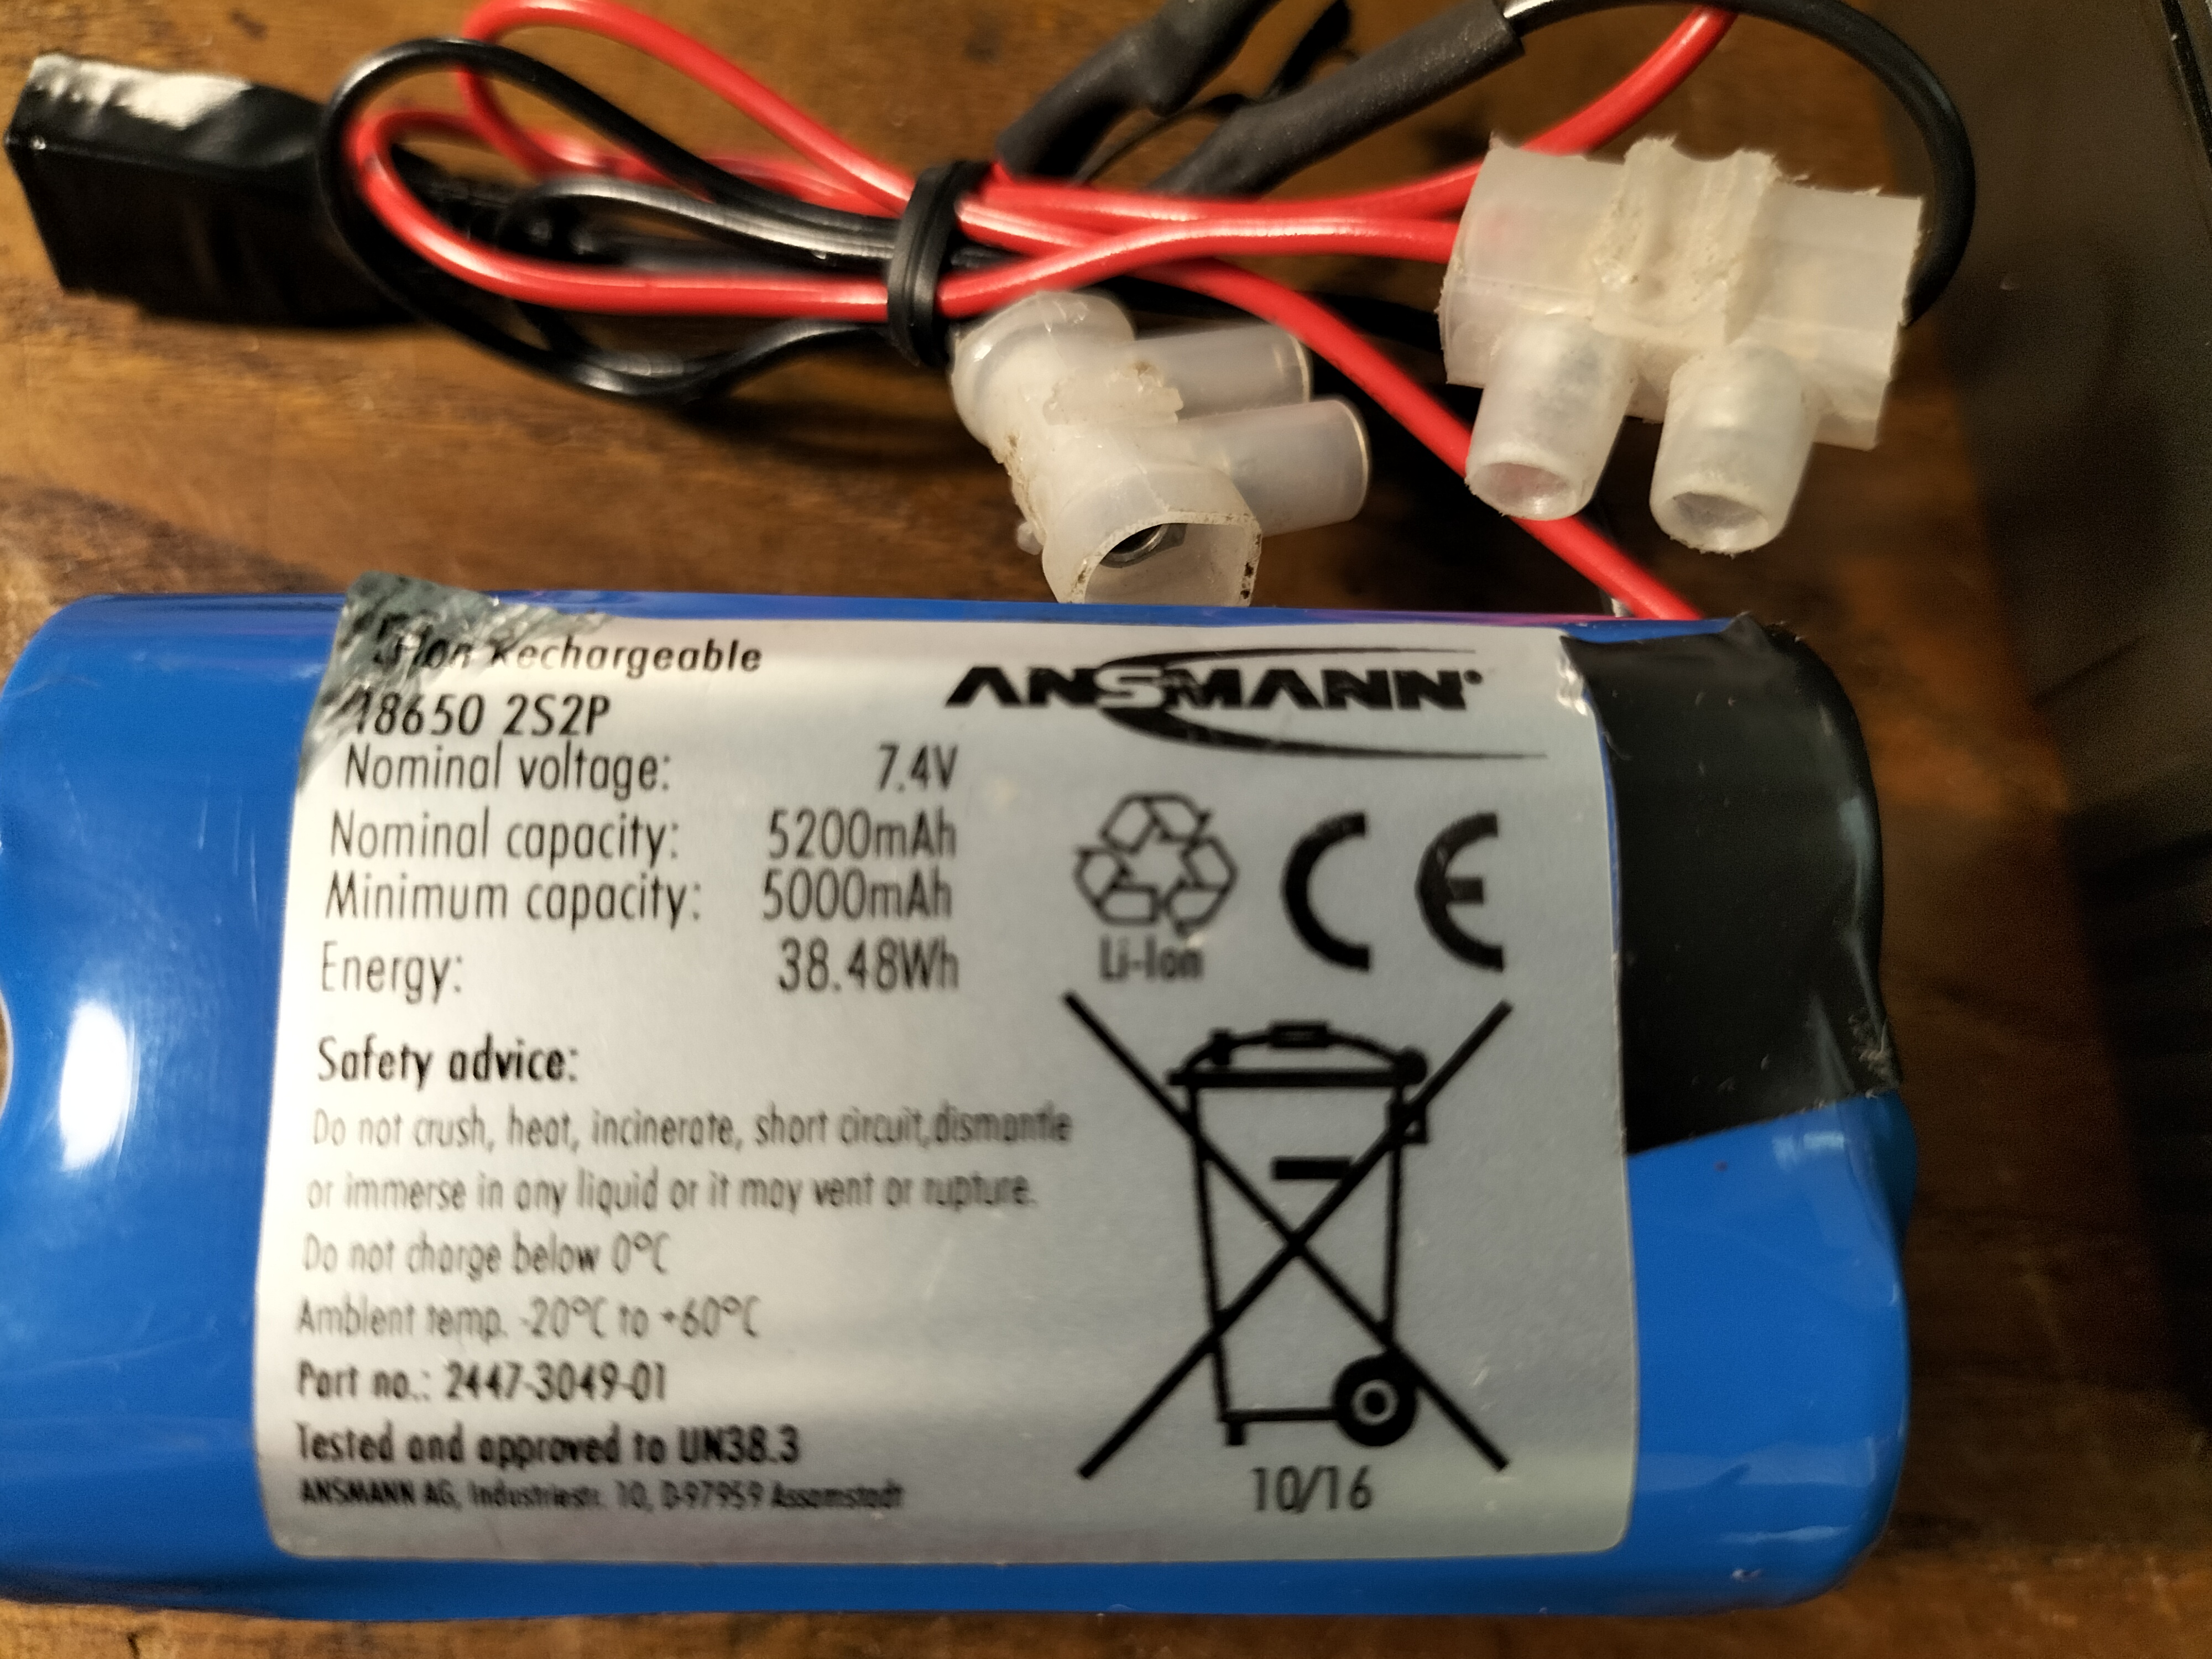 Li-Ion Rechargeable
18650 2S2P
Nominal voltage: 7.4V
Nominal capacity: 5200mAh
Minimum capacity: 5000mAh
Energy: 38.48Wh
Safety advice:
Do not crush, heat, incinerate, short circuit,dismantle
or immerse in any liquid or it may vent or rupture.
Do not charge below 0°C
Ambient temp. -20°C to +60°C
Part no.: 2447-3049-01
Tested and approved to UN38.3
ANSMANN AG, Industriestr. 10, D-97959 Assamstadt
ANSMANN®
CE
Li-Ion
10/16